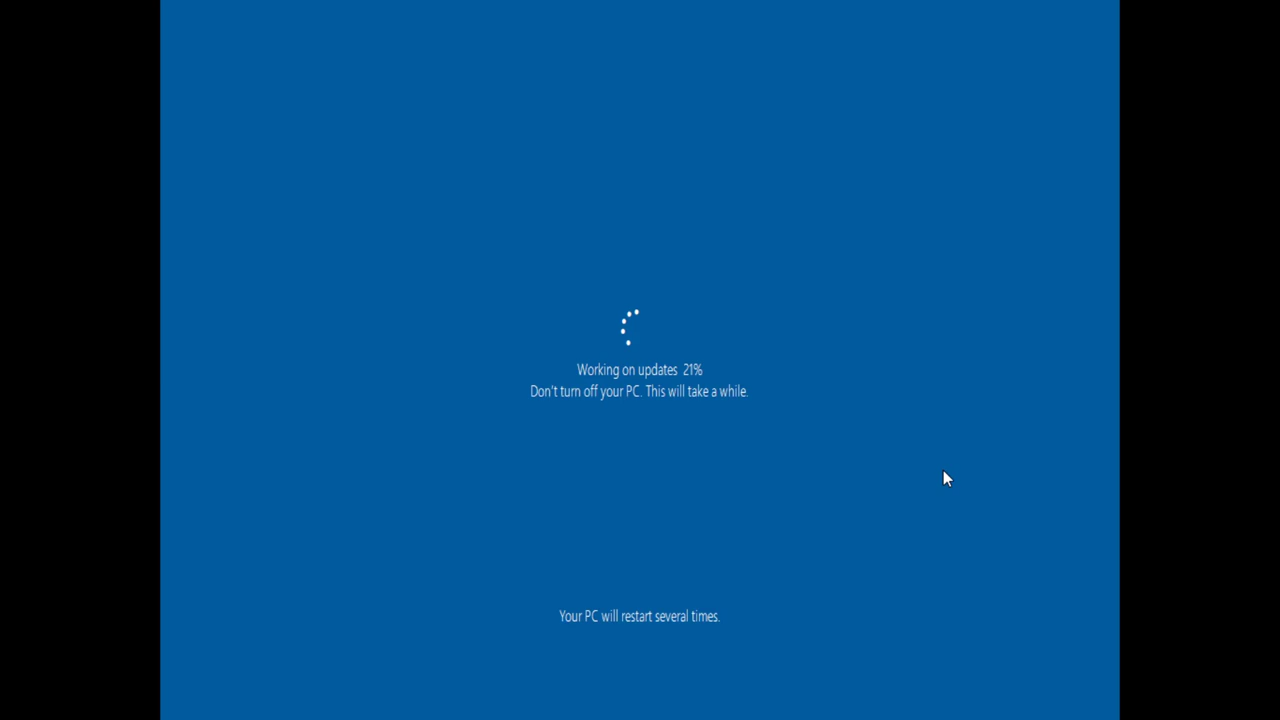 Working on updates 21%
Don't turn off your PC. This will take a while.
Your PC will restart several times.